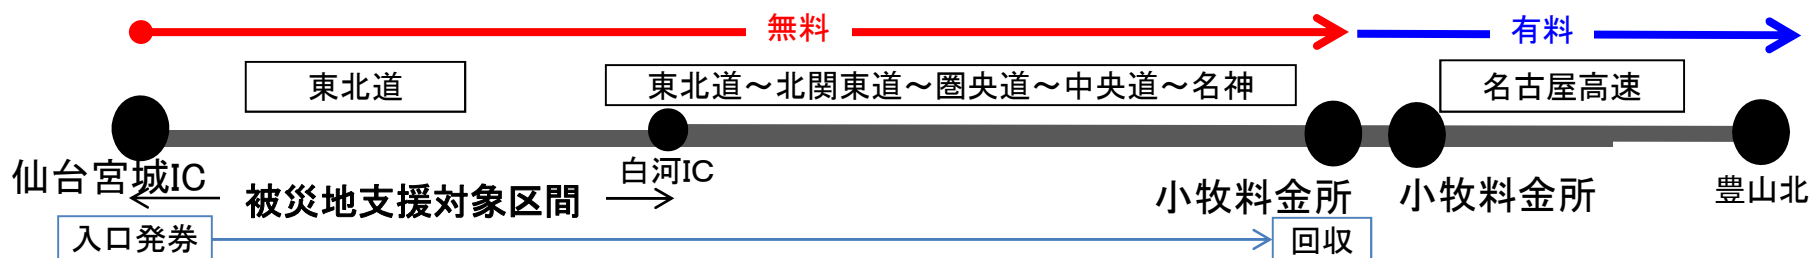 無料
有料
東北道
東北道～北関東道～圏央道～中央道～名神
名古屋高速
仙台宮城IC
白河IC
小牧料金所
小牧料金所
豊山北
被災地支援対象区間
入口発券
回収